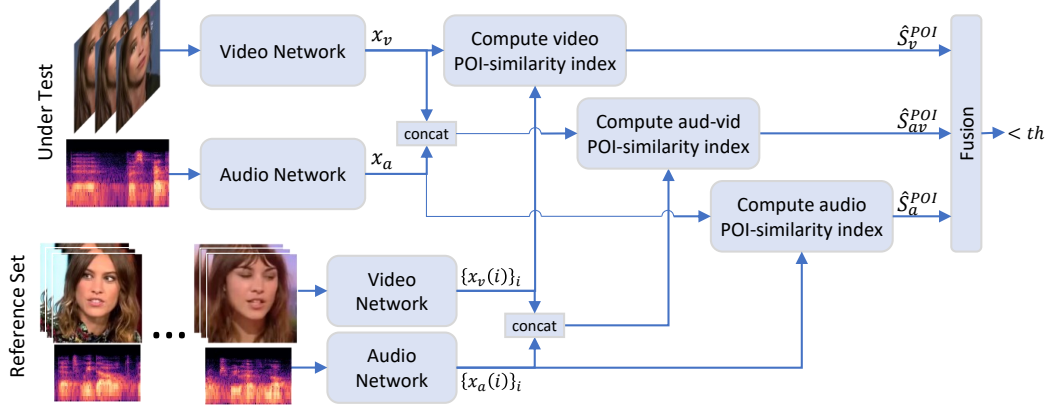 Under Test
Video Network
x_v
Compute video
POI-similarity index
Ŝ_v^{POI}
concat
Compute aud-vid
POI-similarity index
Ŝ_{av}^{POI}
Fusion
< th
Audio Network
x_a
Compute audio
POI-similarity index
Ŝ_a^{POI}
Reference Set
...
Video
Network
{x_v(i)}_i
concat
Audio
Network
{x_a(i)}_i